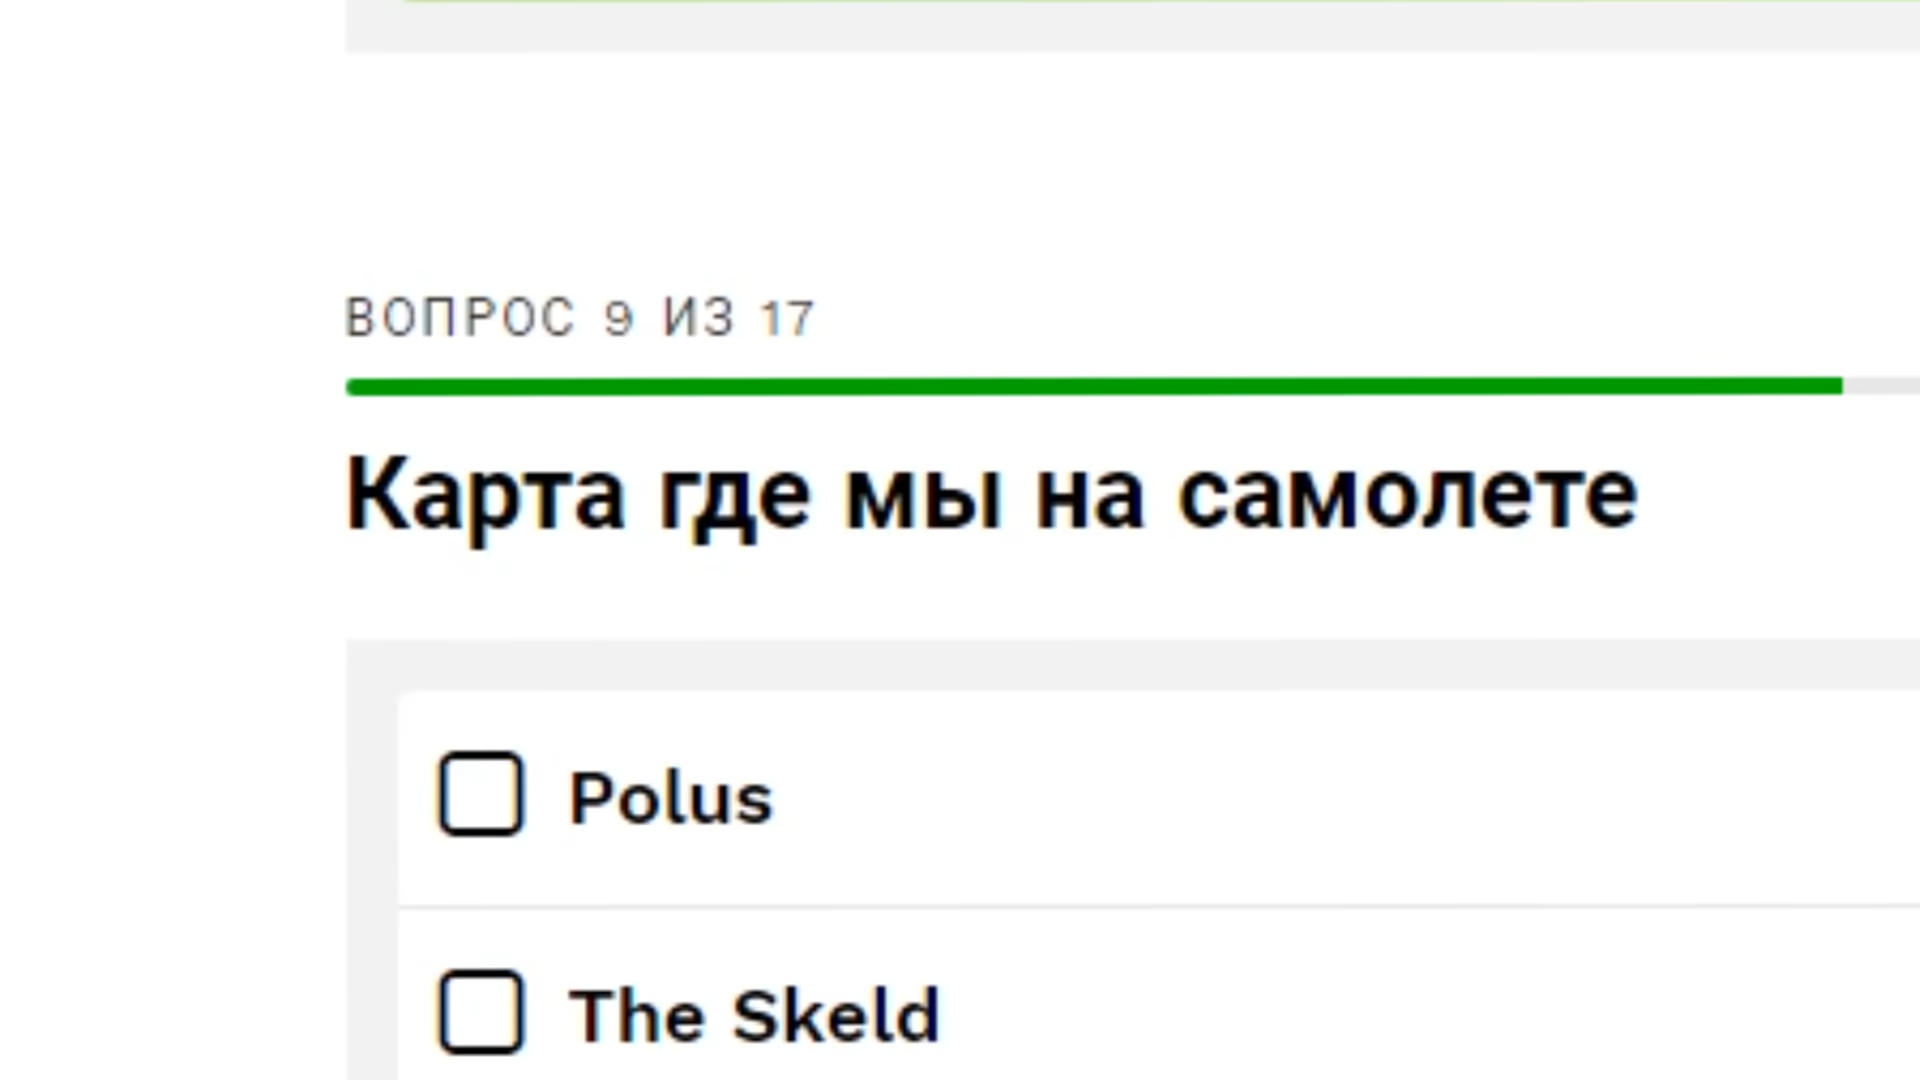 ВОПРОС 9 ИЗ 17
Карта где мы на самолете
Polus
The Skeld